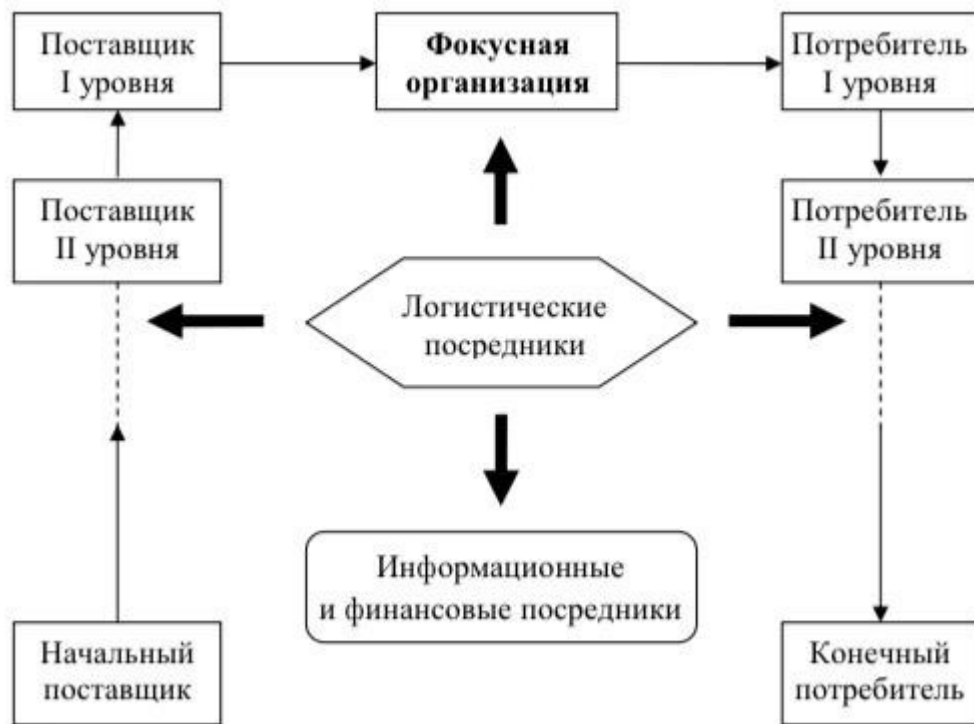 Поставщик
I уровня
Фокусная
организация
Потребитель
I уровня
Поставщик
II уровня
Потребитель
II уровня
Логистические
посредники
Информационные
и финансовые посредники
Начальный
поставщик
Конечный
потребитель